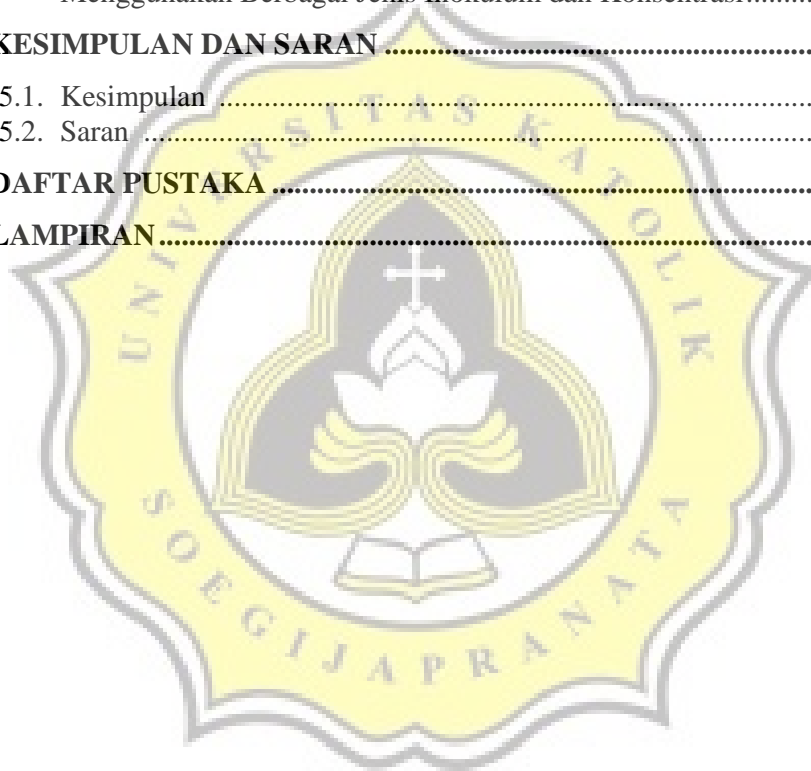 Menggunakan Berbagai Jenis Inokulum dan Konsentrasi..........
KESIMPULAN DAN SARAN ..........................................................
5.1. Kesimpulan ................................................................................
5.2. Saran ..........................................................................................
DAFTAR PUSTAKA .........................................................................
LAMPIRAN........................................................................................
UNIVERSITAS KATOLIK
SOEGIJAPRANATA